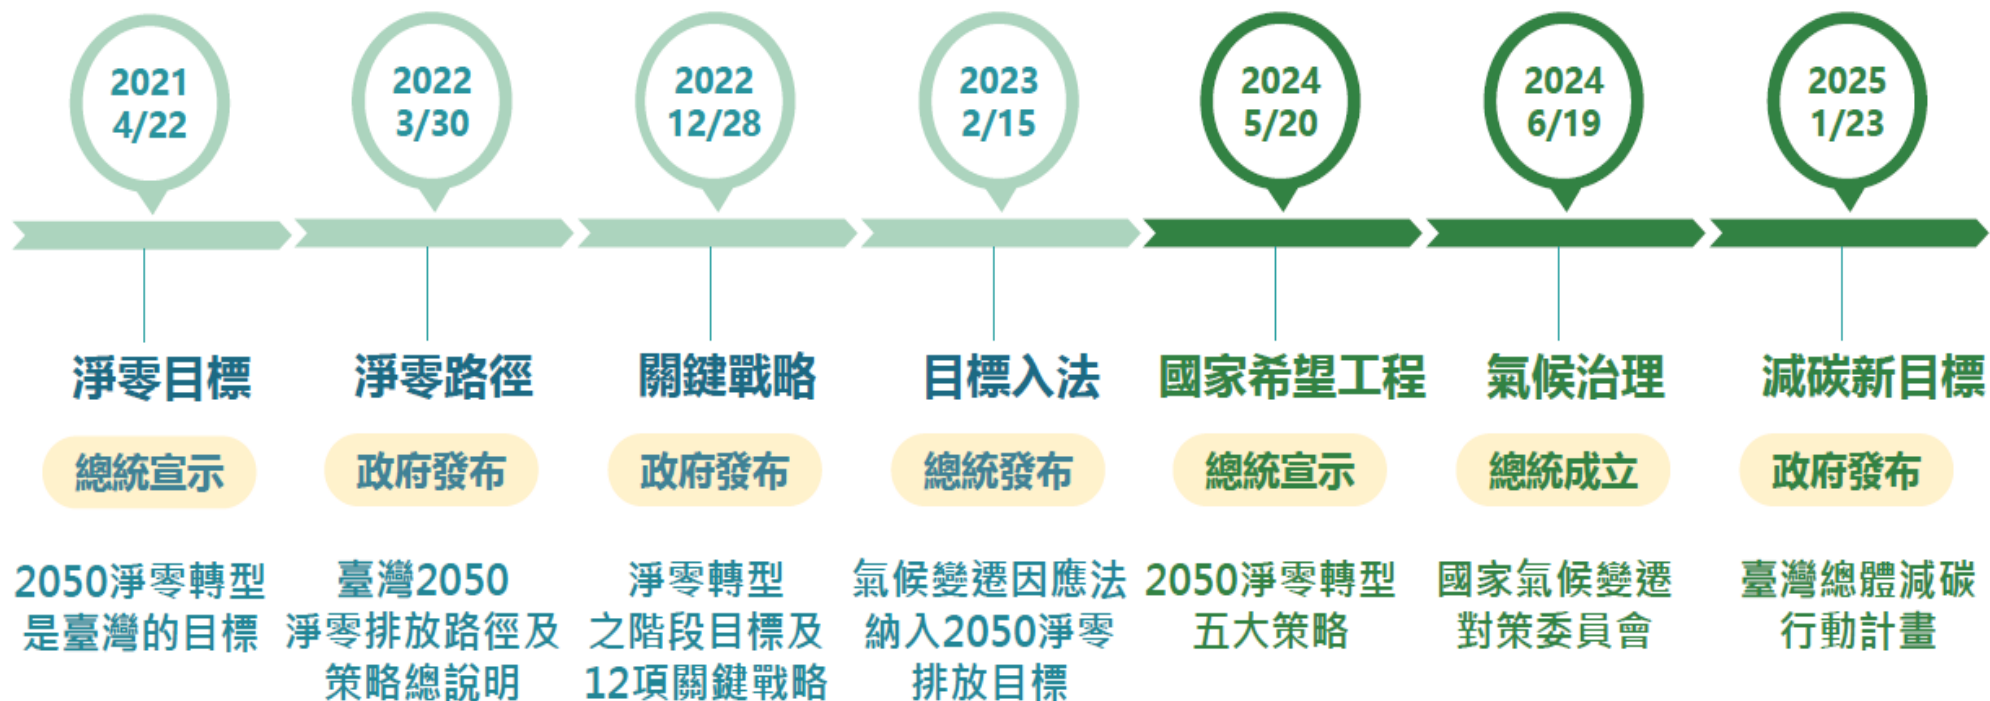 2021
4/22
2022
3/30
2022
12/28
2023
2/15
2024
5/20
2024
6/19
2025
1/23
淨零目標
總統宣示
2050淨零轉型
是臺灣的目標
淨零路徑
政府發布
臺灣2050
淨零排放路徑及
策略總說明
關鍵戰略
政府發布
淨零轉型
之階段目標及
12項關鍵戰略
目標入法
總統發布
氣候變遷因應法
納入2050淨零
排放目標
國家希望工程
總統宣示
2050淨零轉型
五大策略
氣候治理
總統成立
國家氣候變遷
對策委員會
減碳新目標
政府發布
臺灣總體減碳
行動計畫